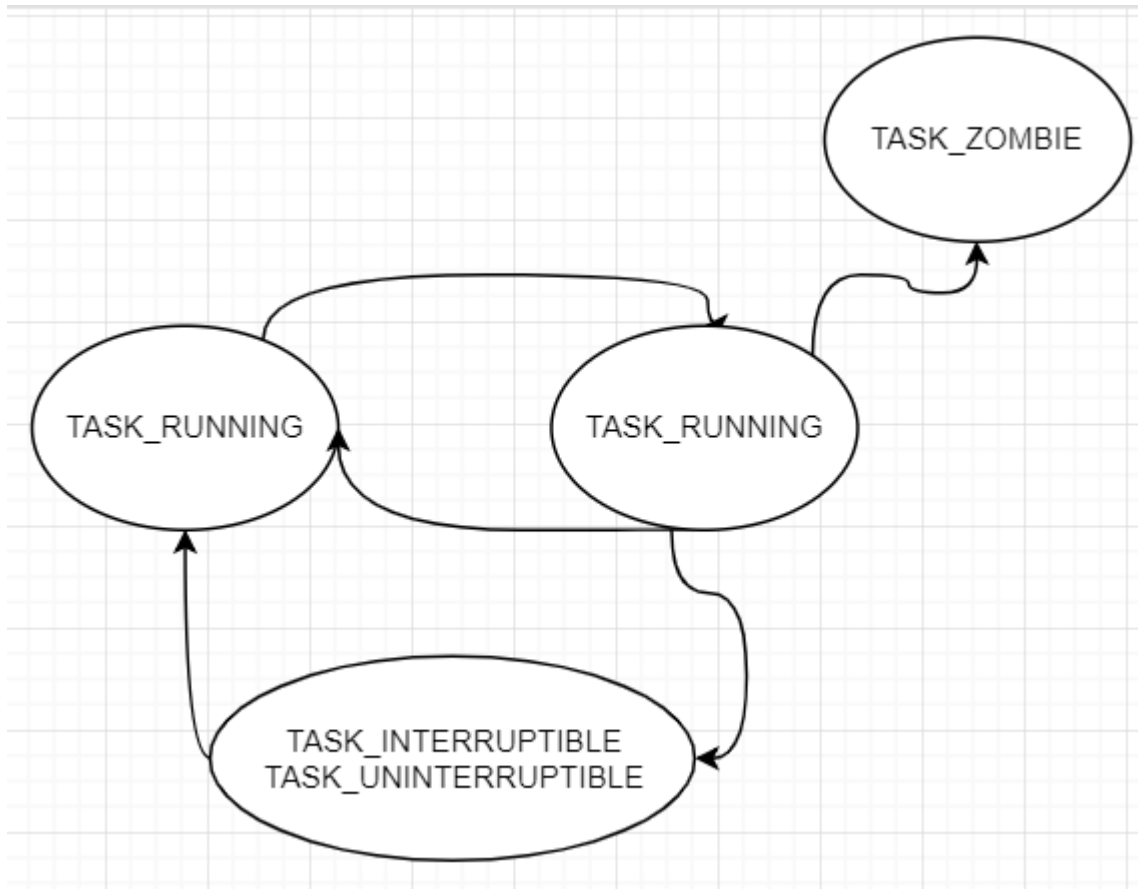 TASK_ZOMBIE
TASK_RUNNING
TASK_RUNNING
TASK_INTERRUPTIBLE
TASK_UNINTERRUPTIBLE